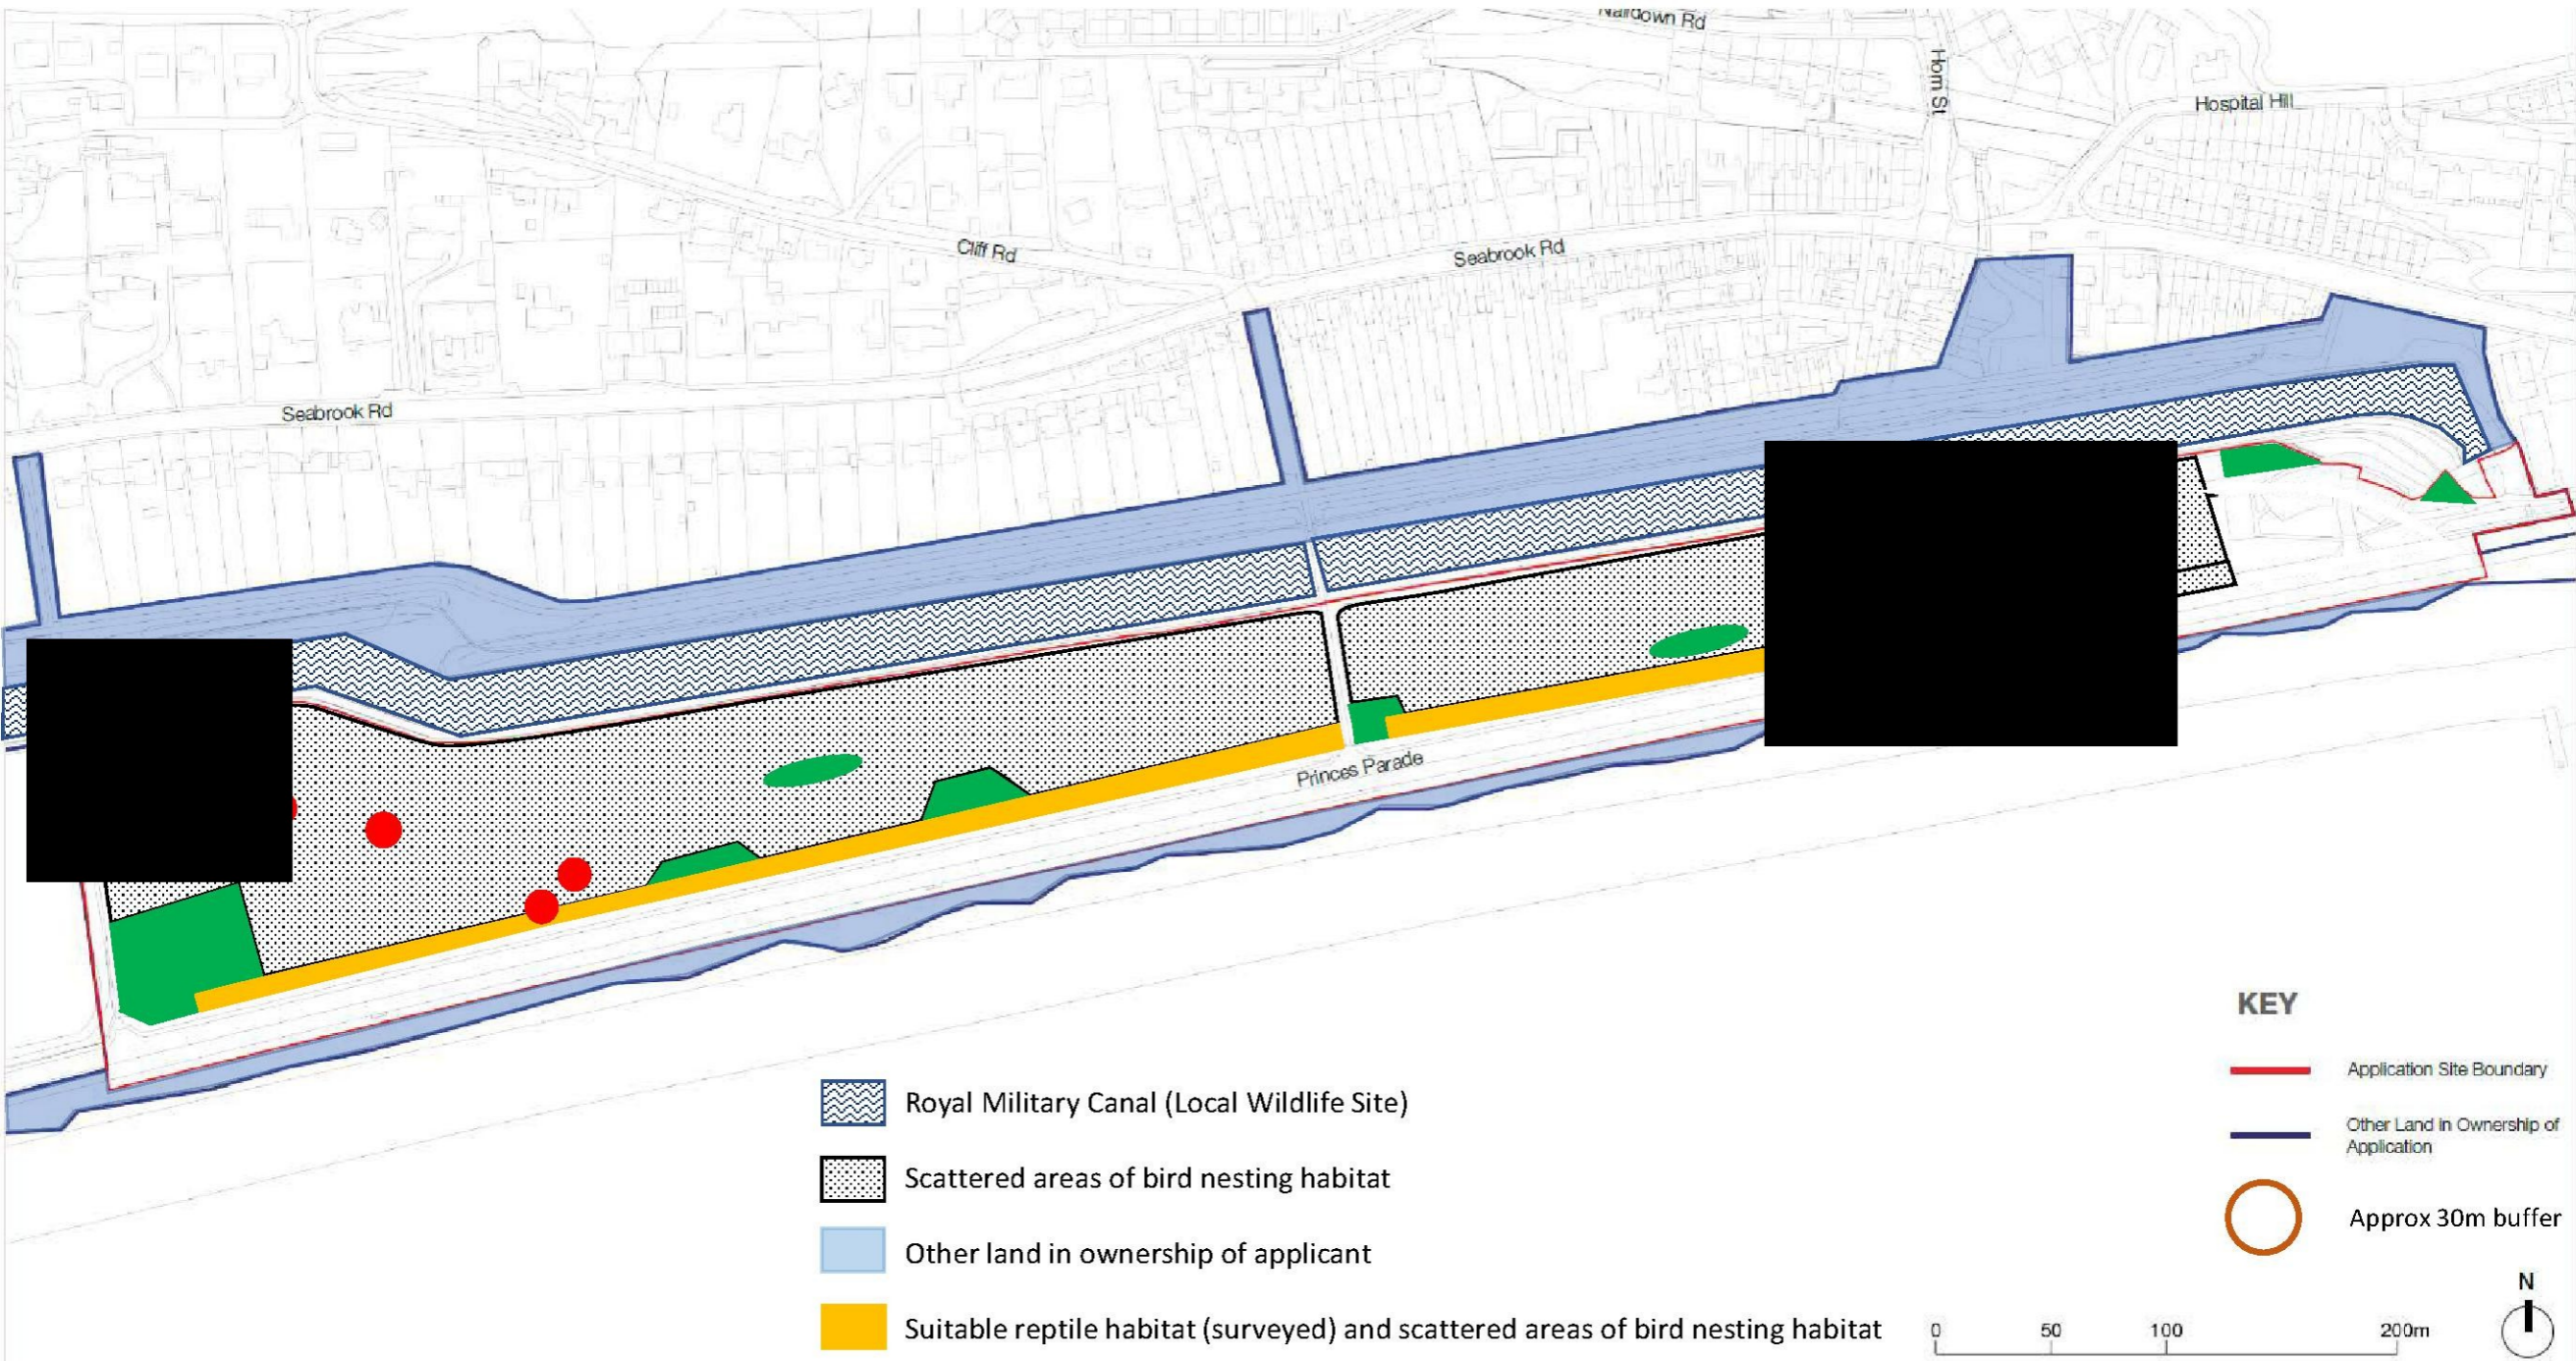 Naildown Rd
Horn St
Hospital Hill
Cliff Rd
Seabrook Rd
Seabrook Rd
Princes Parade
KEY
Application Site Boundary
Other Land in Ownership of
Application
Approx 30m buffer
Royal Military Canal (Local Wildlife Site)
Scattered areas of bird nesting habitat
Other land in ownership of applicant
Suitable reptile habitat (surveyed) and scattered areas of bird nesting habitat
0 50 100 200m
N